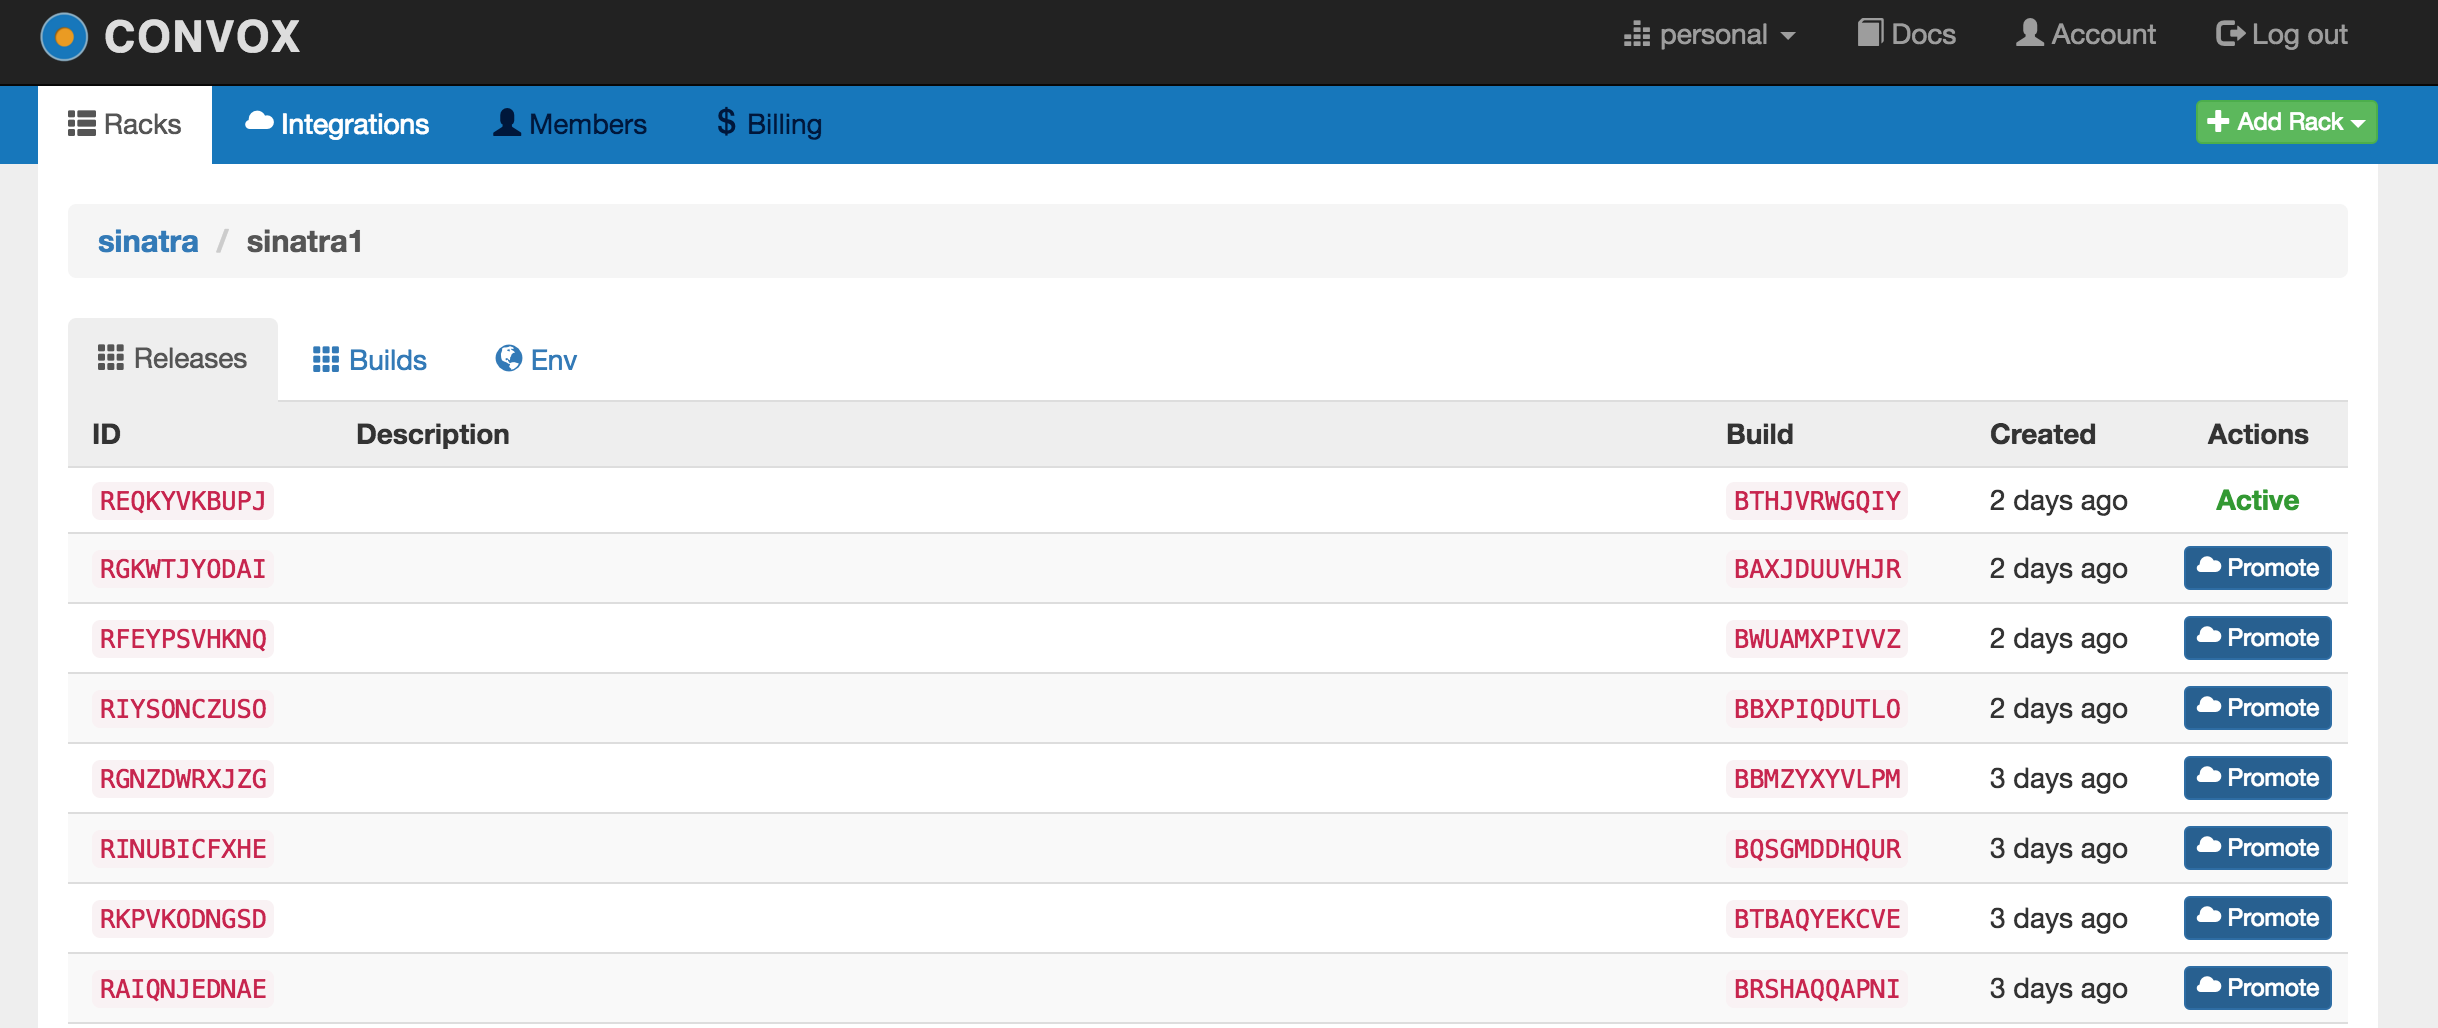 CONVOX personal Docs Account Log out
Racks Integrations Members Billing Add Rack
sinatra / sinatra1
Releases Builds Env
ID Description Build Created Actions
REQKYVKBUPJ BTHJVRWGQIY 2 days ago Active
RGKWTJYODAI BAXJDUUVHJR 2 days ago Promote
RFEYPSVHKNQ BWUAMXPIVVZ 2 days ago Promote
RIYSONCZUSO BBXPIQDUTLO 2 days ago Promote
RGNZDWRXJZG BBMZYXYVLPM 3 days ago Promote
RINUBICFXHE BQSGMDDHQUR 3 days ago Promote
RKPVKODNGSD BTBAQYEKCVE 3 days ago Promote
RAIQNJEDNAE BRSHAQQAPNI 3 days ago Promote